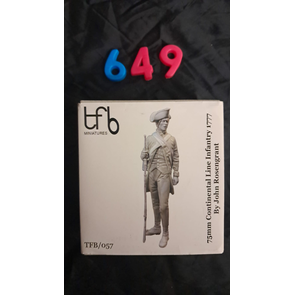 649
tfb
MINIATURES
75mm Continental Line Infantry 1777
By John Rosengrant
TFB/057